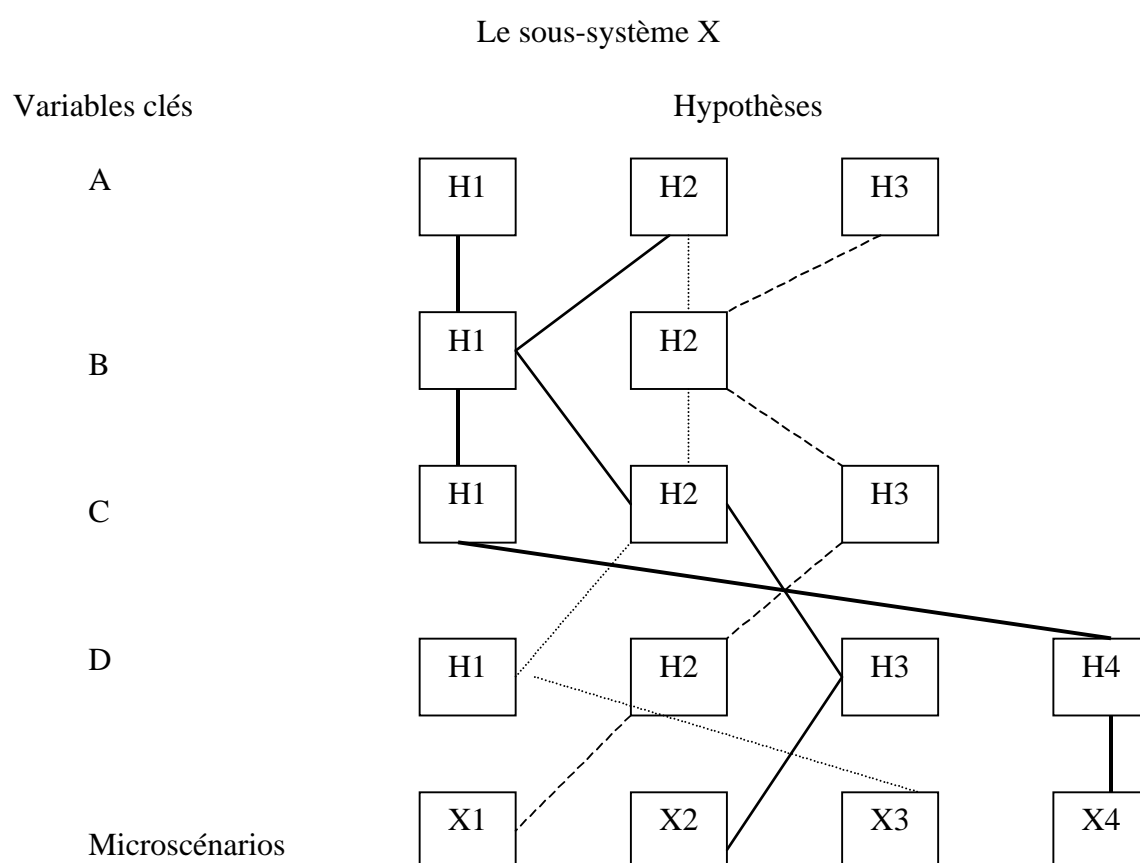 Le sous-système X
Variables clés Hypothèses
A H1 H2 H3
B H1 H2
C H1 H2 H3
D H1 H2 H3 H4
Microscénarios X1 X2 X3 X4